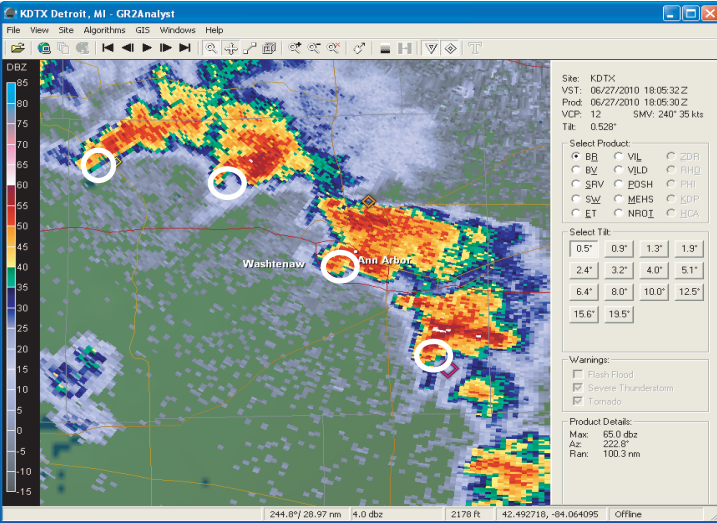 KDTX Detroit, MI - GR2Analyst
File View Site Algorithms GIS Windows Help
DBZ
85
80
75
70
65
60
55
50
45
40
35
30
25
20
15
10
5
0
-5
-10
-15
Washtenaw
Ann Arbor
Site: KDTX
VST: 06/27/2010 18:05:32 Z
Prod: 06/27/2010 18:05:30 Z
VCP: 12 SMV: 240° 35 kts
Tilt: 0.528°
Select Product:
BR VIL ZDR
BV VILD RHO
SRV POSH PHI
SW MEHS KDP
ET NROT HCA
Select Tilt:
0.5° 0.9° 1.3° 1.9°
2.4° 3.2° 4.0° 5.1°
6.4° 8.0° 10.0° 12.5°
15.6° 19.5°
Warnings:
Flash Flood
Severe Thunderstorm
Tornado
Product Details:
Max: 65.0 dbz
Az: 222.8°
Ran: 100.3 nm
244.8°/ 28.97 nm 4.0 dbz 2178 ft 42.492718, -84.064095 Offline